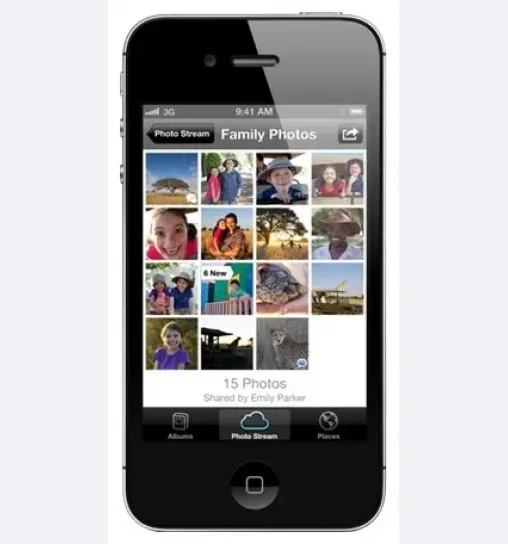 3G 9:41 AM
Photo Stream Family Photos
6 New
15 Photos
Shared by Emily Parker
Albums Photo Stream Places